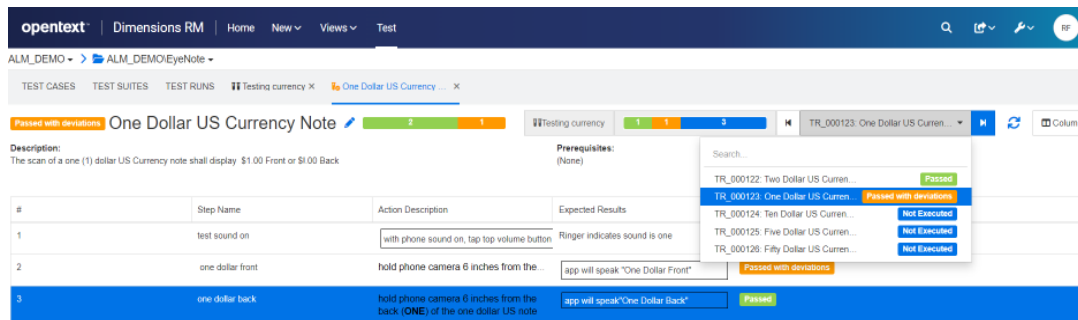 opentext™ | Dimensions RM | Home New Views Test RF
ALM_DEMO > ALM_DEMO\EyeNote
TEST CASES TEST SUITES TEST RUNS Testing currency × One Dollar US Currency ... ×
Passed with deviations One Dollar US Currency Note 2 1 Testing currency 1 1 3 TR_000123: One Dollar US Curren... Colum
Description:
The scan of a one (1) dollar US Currency note shall display $1.00 Front or $l.00 Back
Prerequisites:
(None)
Search...
TR_000122: Two Dollar US Curren... Passed
TR_000123: One Dollar US Curren... Passed with deviations
TR_000124: Ten Dollar US Curren... Not Executed
TR_000125: Five Dollar US Curren... Not Executed
TR_000126: Fifty Dollar US Curren... Not Executed
# Step Name Action Description Expected Results
1 test sound on with phone sound on, tap top volume button Ringer indicates sound is one
2 one dollar front hold phone camera 6 inches from the... app will speak "One Dollar Front" Passed with deviations
3 one dollar back hold phone camera 6 inches from the app will speak"One Dollar Back" Passed
back (ONE) of the one dollar US note